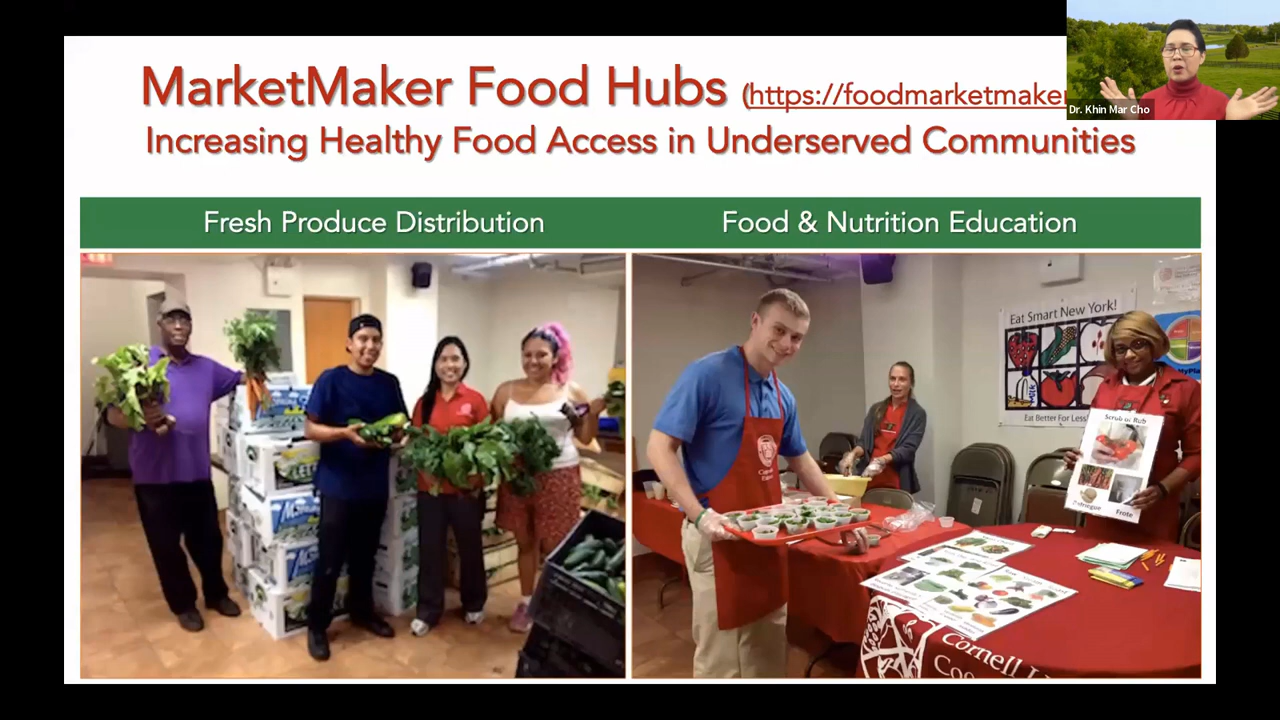 MarketMaker Food Hubs (https://foodmarketmaker
Dr. Khin Mar Cho
Increasing Healthy Food Access in Underserved Communities
Fresh Produce Distribution
Food & Nutrition Education
Eat Smart New York!
Eat Better For Less
Scrub or Rub
Frote
Cornell